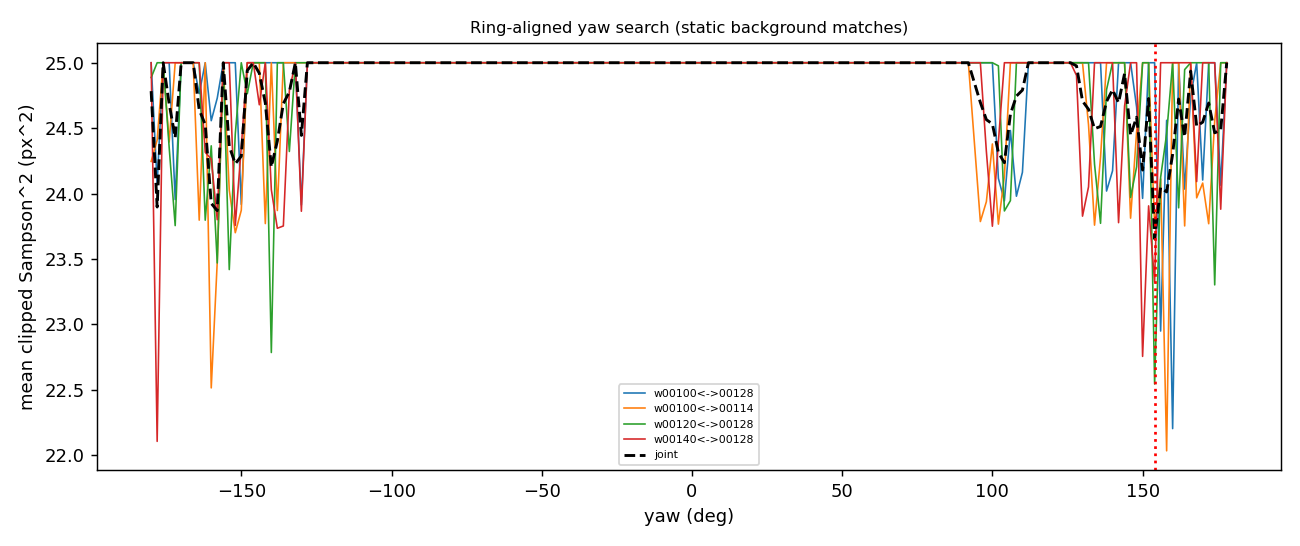 Ring-aligned yaw search (static background matches)
mean clipped Sampson^2 (px^2)
25.0
24.5
24.0
23.5
23.0
22.5
22.0
w00100<->00128
w00100<->00114
w00120<->00128
w00140<->00128
joint
−150 −100 −50 0 50 100 150
yaw (deg)